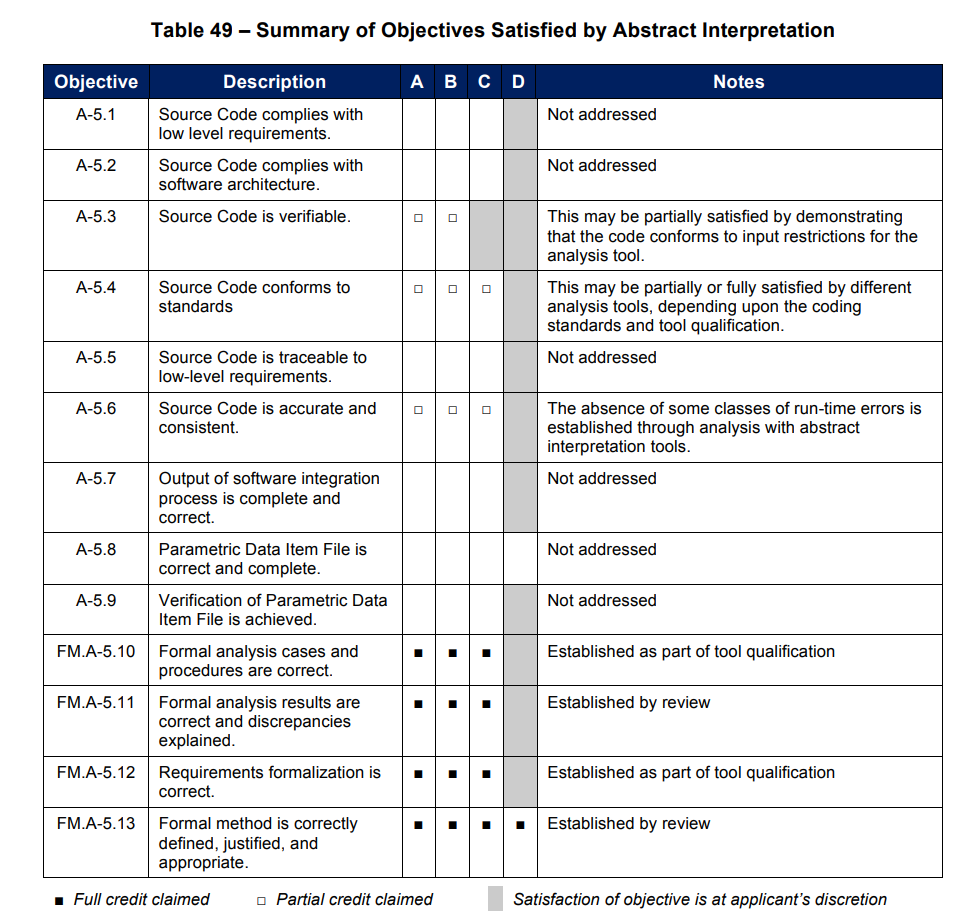 Table 49 – Summary of Objectives Satisfied by Abstract Interpretation
Objective Description A B C D Notes
A-5.1 Source Code complies with Not addressed
low level requirements.
A-5.2 Source Code complies with Not addressed
software architecture.
A-5.3 Source Code is verifiable. □ □ This may be partially satisfied by demonstrating
that the code conforms to input restrictions for the
analysis tool.
A-5.4 Source Code conforms to □ □ □ This may be partially or fully satisfied by different
standards analysis tools, depending upon the coding
standards and tool qualification.
A-5.5 Source Code is traceable to Not addressed
low-level requirements.
A-5.6 Source Code is accurate and □ □ □ The absence of some classes of run-time errors is
consistent. established through analysis with abstract
interpretation tools.
A-5.7 Output of software integration Not addressed
process is complete and
correct.
A-5.8 Parametric Data Item File is Not addressed
correct and complete.
A-5.9 Verification of Parametric Data Not addressed
Item File is achieved.
FM.A-5.10 Formal analysis cases and ■ ■ ■ Established as part of tool qualification
procedures are correct.
FM.A-5.11 Formal analysis results are ■ ■ ■ Established by review
correct and discrepancies
explained.
FM.A-5.12 Requirements formalization is ■ ■ ■ Established as part of tool qualification
correct.
FM.A-5.13 Formal method is correctly ■ ■ ■ ■ Established by review
defined, justified, and
appropriate.
■ Full credit claimed □ Partial credit claimed Satisfaction of objective is at applicant's discretion